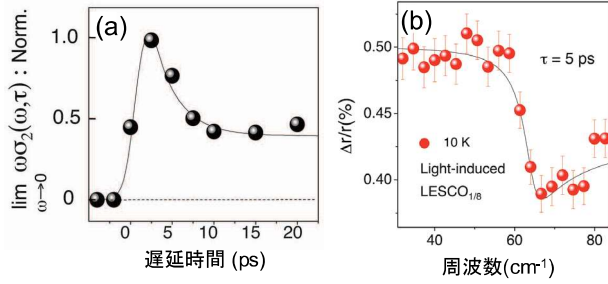 (a)
lim ωσ₂(ω,τ) : Norm.
ω→0
1.0
0.5
0
0 5 10 15 20
遅延時間 (ps)
(b)
Δr/r(%)
0.50
0.45
0.40
τ = 5 ps
10 K
Light-induced
LESCO₁/₈
40 60 80
周波数(cm⁻¹)